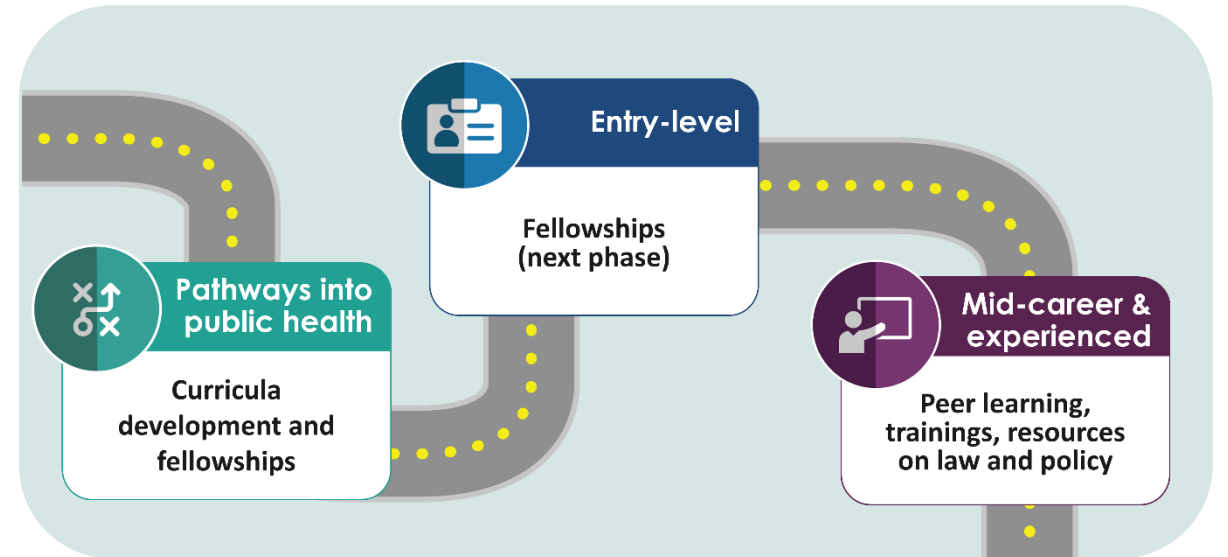 Pathways into
public health
Curricula
development and
fellowships
Entry-level
Fellowships
(next phase)
Mid-career &
experienced
Peer learning,
trainings, resources
on law and policy